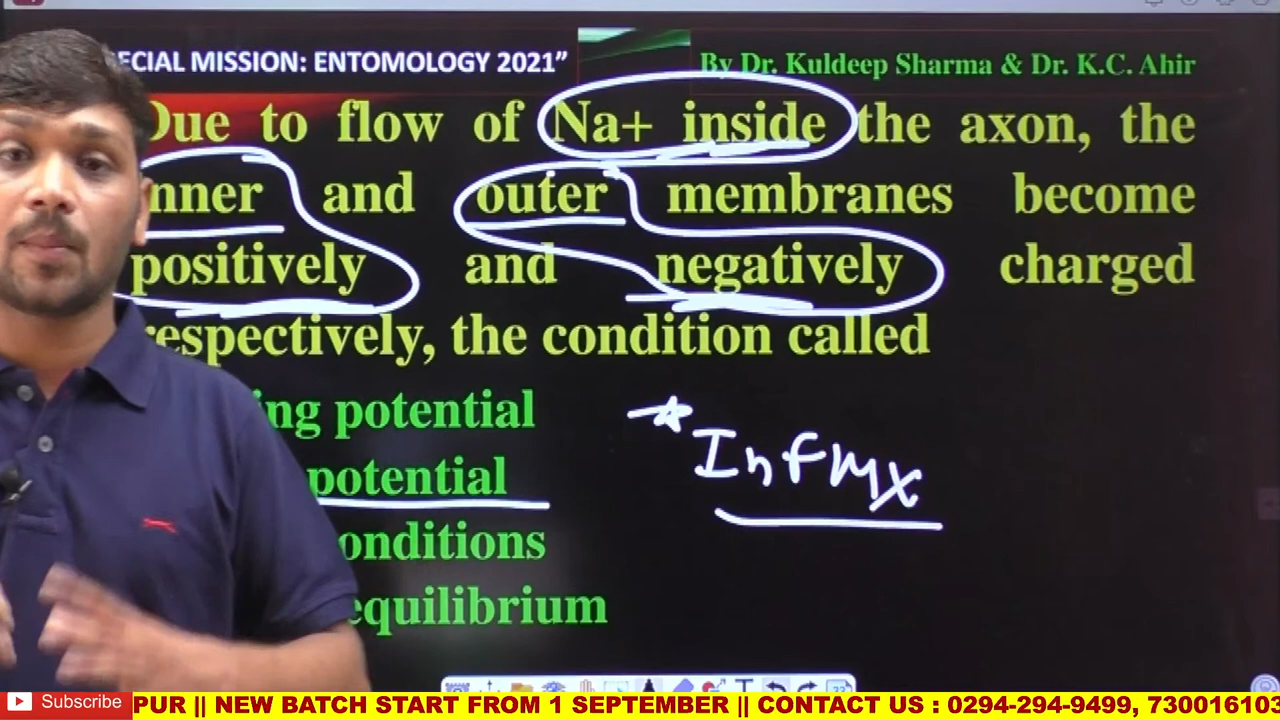 ECIAL MISSION: ENTOMOLOGY 2021”
By Dr. Kuldeep Sharma & Dr. K.C. Ahir
Due to flow of Na+ inside the axon, the
nner and outer membranes become
positively and negatively charged
respectively, the condition called
ing potential
potential
onditions
equilibrium
Influx
Subscribe
PUR || NEW BATCH START FROM 1 SEPTEMBER || CONTACT US : 0294-294-9499, 730016103